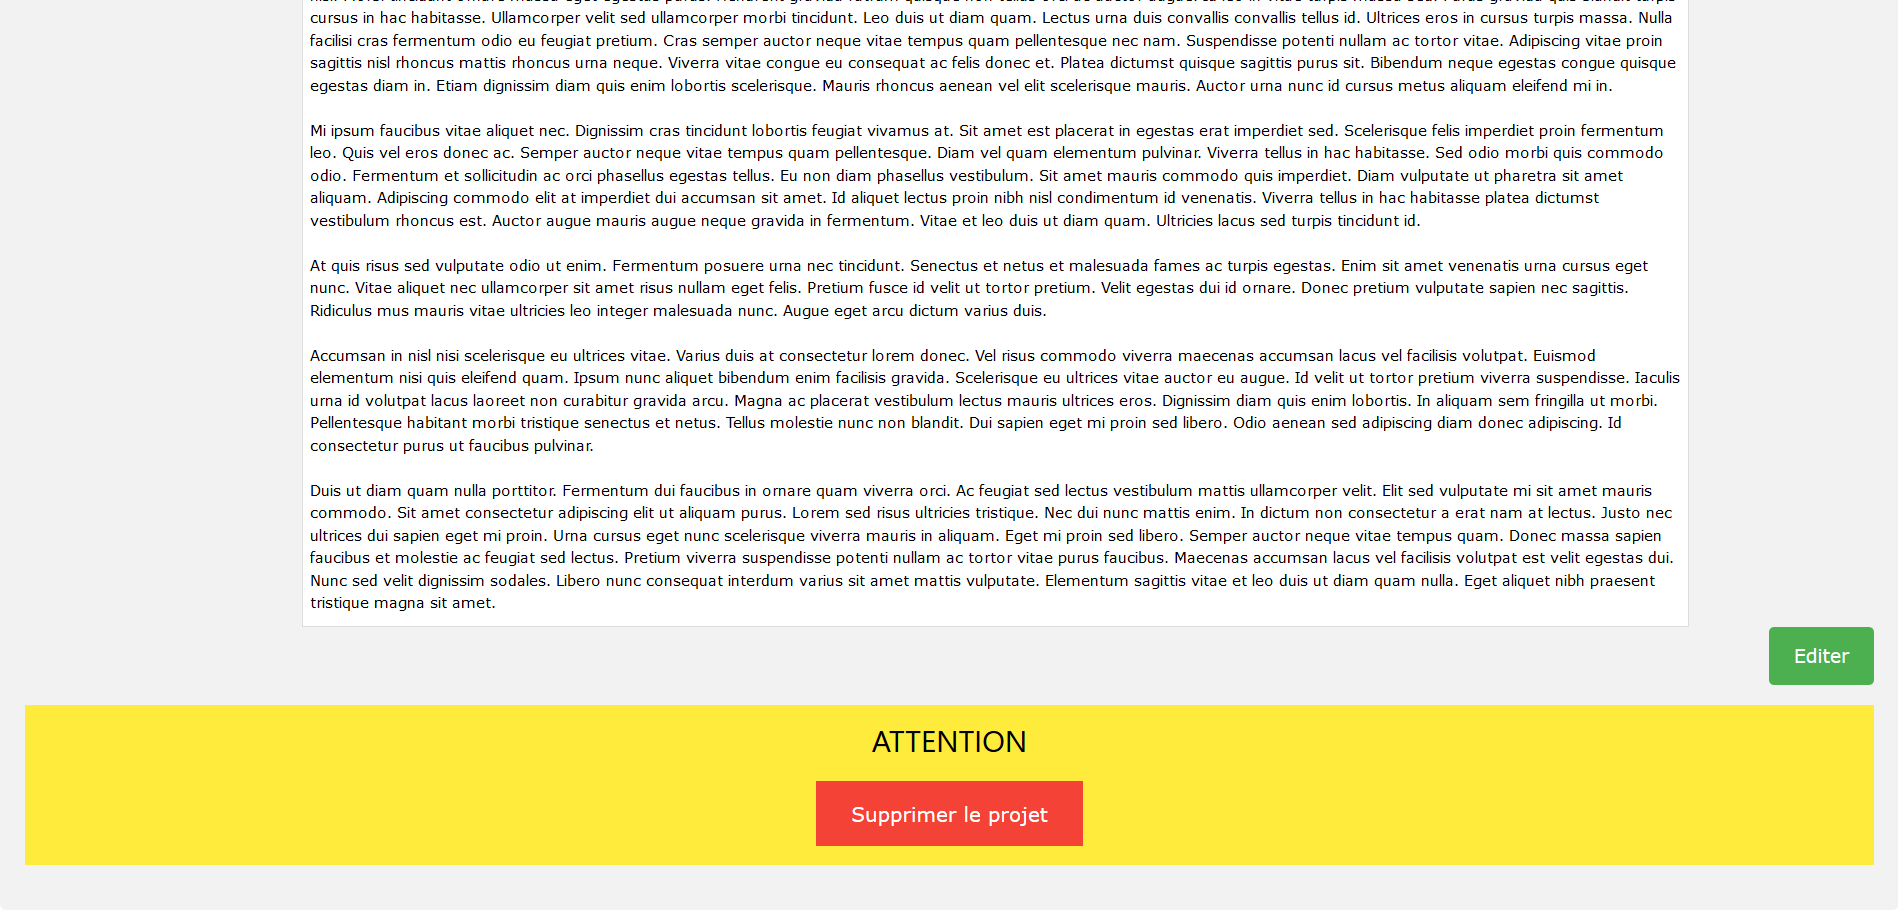 cursus in hac habitasse. Ullamcorper velit sed ullamcorper morbi tincidunt. Leo duis ut diam quam. Lectus urna duis convallis convallis tellus id. Ultrices eros in cursus turpis massa. Nulla
facilisi cras fermentum odio eu feugiat pretium. Cras semper auctor neque vitae tempus quam pellentesque nec nam. Suspendisse potenti nullam ac tortor vitae. Adipiscing vitae proin
sagittis nisl rhoncus mattis rhoncus urna neque. Viverra vitae congue eu consequat ac felis donec et. Platea dictumst quisque sagittis purus sit. Bibendum neque egestas congue quisque
egestas diam in. Etiam dignissim diam quis enim lobortis scelerisque. Mauris rhoncus aenean vel elit scelerisque mauris. Auctor urna nunc id cursus metus aliquam eleifend mi in.
Mi ipsum faucibus vitae aliquet nec. Dignissim cras tincidunt lobortis feugiat vivamus at. Sit amet est placerat in egestas erat imperdiet sed. Scelerisque felis imperdiet proin fermentum
leo. Quis vel eros donec ac. Semper auctor neque vitae tempus quam pellentesque. Diam vel quam elementum pulvinar. Viverra tellus in hac habitasse. Sed odio morbi quis commodo
odio. Fermentum et sollicitudin ac orci phasellus egestas tellus. Eu non diam phasellus vestibulum. Sit amet mauris commodo quis imperdiet. Diam vulputate ut pharetra sit amet
aliquam. Adipiscing commodo elit at imperdiet dui accumsan sit amet. Id aliquet lectus proin nibh nisl condimentum id venenatis. Viverra tellus in hac habitasse platea dictumst
vestibulum rhoncus est. Auctor augue mauris augue neque gravida in fermentum. Vitae et leo duis ut diam quam. Ultricies lacus sed turpis tincidunt id.
At quis risus sed vulputate odio ut enim. Fermentum posuere urna nec tincidunt. Senectus et netus et malesuada fames ac turpis egestas. Enim sit amet venenatis urna cursus eget
nunc. Vitae aliquet nec ullamcorper sit amet risus nullam eget felis. Pretium fusce id velit ut tortor pretium. Velit egestas dui id ornare. Donec pretium vulputate sapien nec sagittis.
Ridiculus mus mauris vitae ultricies leo integer malesuada nunc. Augue eget arcu dictum varius duis.
Accumsan in nisl nisi scelerisque eu ultrices vitae. Varius duis at consectetur lorem donec. Vel risus commodo viverra maecenas accumsan lacus vel facilisis volutpat. Euismod
elementum nisi quis eleifend quam. Ipsum nunc aliquet bibendum enim facilisis gravida. Scelerisque eu ultrices vitae auctor eu augue. Id velit ut tortor pretium viverra suspendisse. Iaculis
urna id volutpat lacus laoreet non curabitur gravida arcu. Magna ac placerat vestibulum lectus mauris ultrices eros. Dignissim diam quis enim lobortis. In aliquam sem fringilla ut morbi.
Pellentesque habitant morbi tristique senectus et netus. Tellus molestie nunc non blandit. Dui sapien eget mi proin sed libero. Odio aenean sed adipiscing diam donec adipiscing. Id
consectetur purus ut faucibus pulvinar.
Duis ut diam quam nulla porttitor. Fermentum dui faucibus in ornare quam viverra orci. Ac feugiat sed lectus vestibulum mattis ullamcorper velit. Elit sed vulputate mi sit amet mauris
commodo. Sit amet consectetur adipiscing elit ut aliquam purus. Lorem sed risus ultricies tristique. Nec dui nunc mattis enim. In dictum non consectetur a erat nam at lectus. Justo nec
ultrices dui sapien eget mi proin. Urna cursus eget nunc scelerisque viverra mauris in aliquam. Eget mi proin sed libero. Semper auctor neque vitae tempus quam. Donec massa sapien
faucibus et molestie ac feugiat sed lectus. Pretium viverra suspendisse potenti nullam ac tortor vitae purus faucibus. Maecenas accumsan lacus vel facilisis volutpat est velit egestas dui.
Nunc sed velit dignissim sodales. Libero nunc consequat interdum varius sit amet mattis vulputate. Elementum sagittis vitae et leo duis ut diam quam nulla. Eget aliquet nibh praesent
tristique magna sit amet.
Editer
ATTENTION
Supprimer le projet